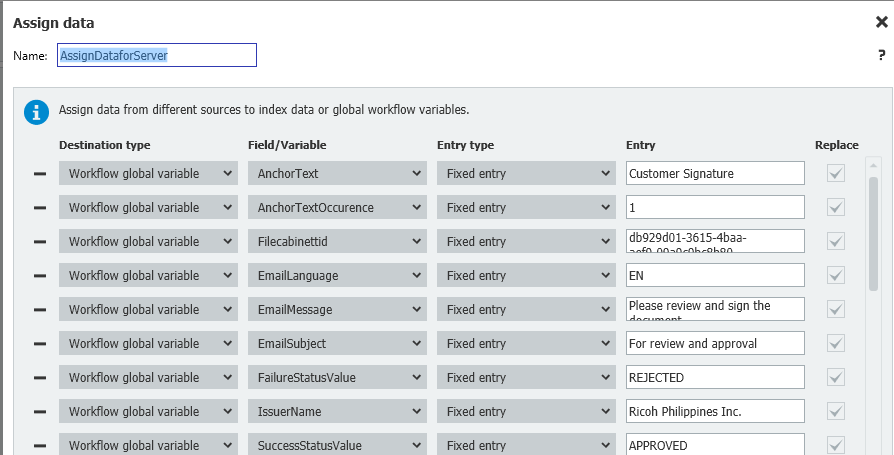 Assign data
Name: AssignDataforServer ?
Assign data from different sources to index data or global workflow variables.
Destination type Field/Variable Entry type Entry Replace
Workflow global variable AnchorText Fixed entry Customer Signature
Workflow global variable AnchorTextOccurence Fixed entry 1
Workflow global variable Filecabinettid Fixed entry db929d01-3615-4baa-
Workflow global variable EmailLanguage Fixed entry EN
Workflow global variable EmailMessage Fixed entry Please review and sign the
document
Workflow global variable EmailSubject Fixed entry For review and approval
Workflow global variable FailureStatusValue Fixed entry REJECTED
Workflow global variable IssuerName Fixed entry Ricoh Philippines Inc.
Workflow global variable SuccessStatusValue Fixed entry APPROVED